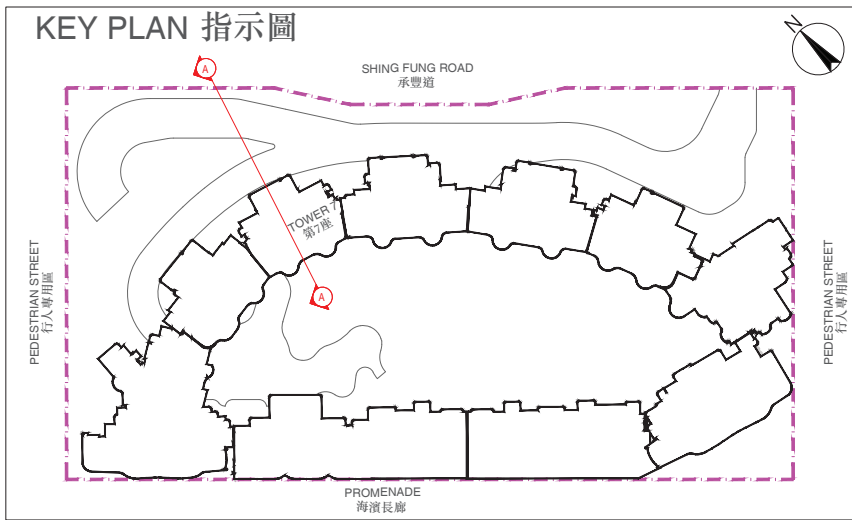 KEY PLAN 指示圖
N
A
SHING FUNG ROAD
承豐道
TOWER 7
第7座
A
PEDESTRIAN STREET
行人專用區
PEDESTRIAN STREET
行人專用區
PROMENADE
海濱長廊